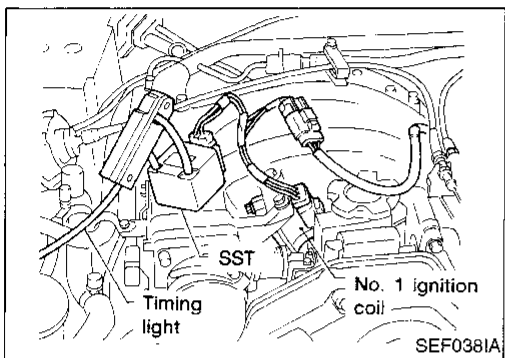 SST
Timing
light
No. 1 ignition
coil
SEF038IA